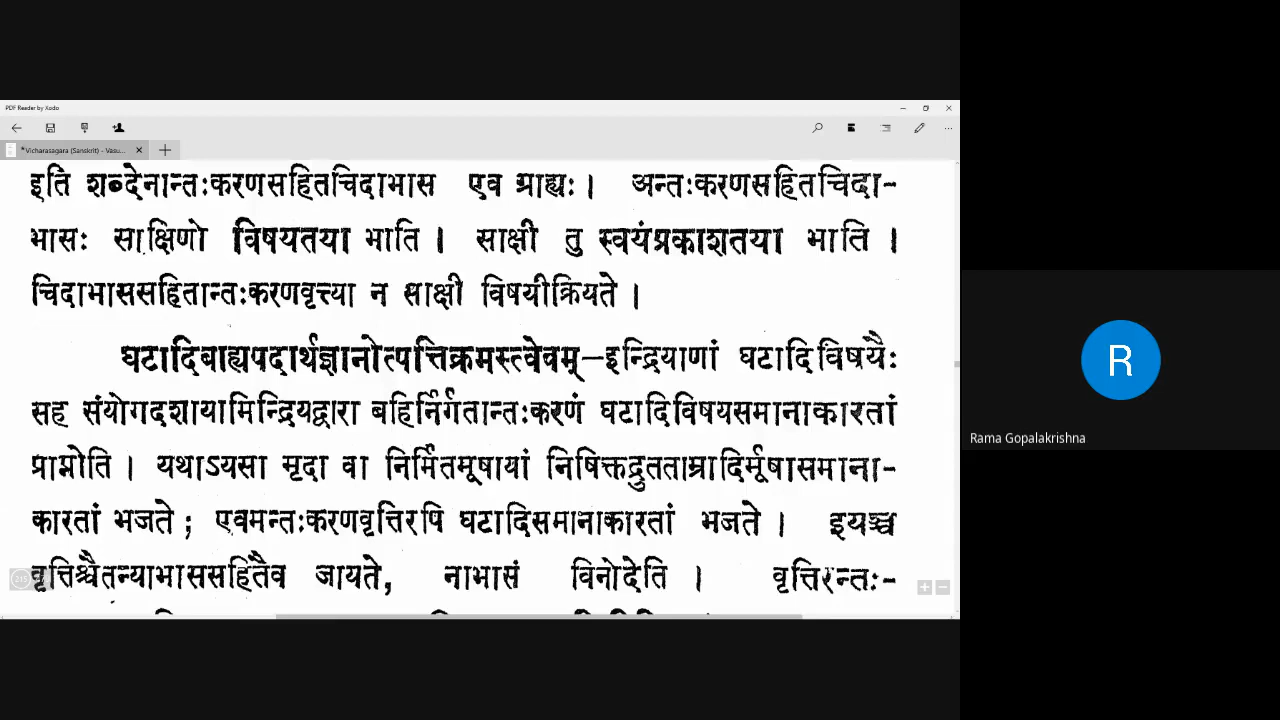 PDF Reader by Xodo
*Vicharasagara (Sanskrit) - Vasu...
इति शब्देनान्तःकरणसहितचिदाभास एव ग्राह्यः । अन्तःकरणसहितचिदा-
भासः साक्षिणो विषयतया भाति । साक्षी तु स्वयंप्रकाशतया भाति ।
चिदाभाससहितान्तःकरणवृत्त्या न साक्षी विषयीक्रियते ।
घटादिबाह्यपदार्थज्ञानोत्पत्तिक्रमस्त्वेवम्—इन्द्रियाणां घटादिविषयैः
सह संयोगदशायामिन्द्रियद्वारा बहिर्निर्गतान्तःकरणं घटादिविषयसमानाकारतां
प्राप्नोति । यथाऽयसा मृदा वा निर्मितमूषायां निषिक्तद्रुतताम्रादिर्मूषासमाना-
कारतां भजते ; एवमन्तःकरणवृत्तिरपि घटादिसमानाकारतां भजते । इयञ्च
वृत्तिश्चैतन्याभाससहितैव जायते, नाभासं विनोदेति । वृत्तिरन्तः-
R
Rama Gopalakrishna